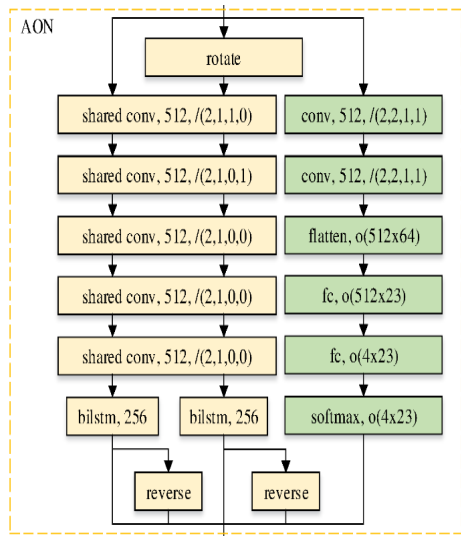 AON
rotate
shared conv, 512, /(2,1,1,0)
conv, 512, /(2,2,1,1)
shared conv, 512, /(2,1,0,1)
conv, 512, /(2,2,1,1)
shared conv, 512, /(2,1,0,0)
flatten, o(512x64)
shared conv, 512, /(2,1,0,0)
fc, o(512x23)
shared conv, 512, /(2,1,0,0)
fc, o(4x23)
bilstm, 256
bilstm, 256
softmax, o(4x23)
reverse
reverse